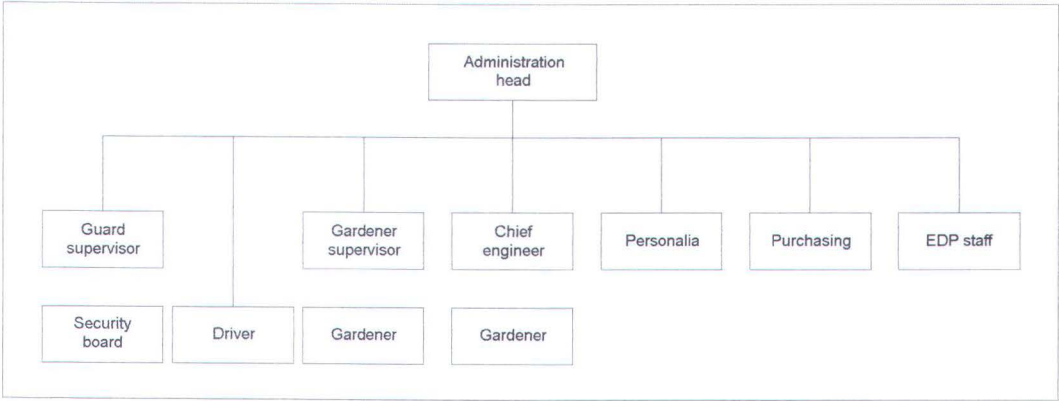 Administration
head
Guard
supervisor
Gardener
supervisor
Chief
engineer
Personalia
Purchasing
EDP staff
Security
board
Driver
Gardener
Gardener